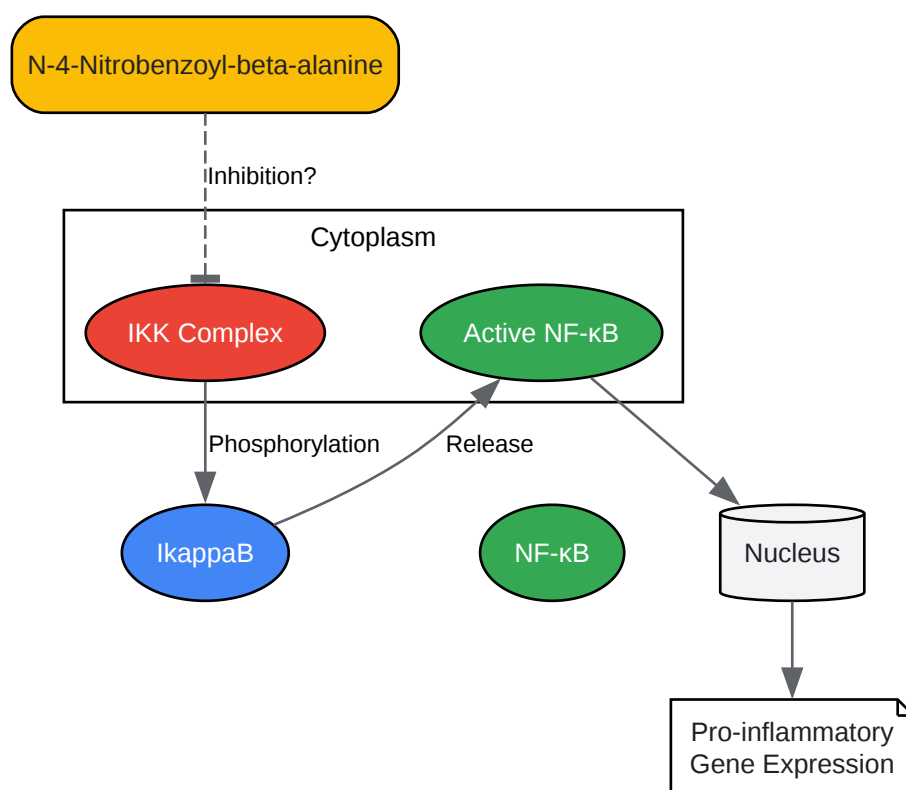 N-4-Nitrobenzoyl-beta-alanine
Inhibition?
Cytoplasm
IKK Complex
Active NF-κB
Phosphorylation
Release
IkappaB
NF-κB
Nucleus
Pro-inflammatory
Gene Expression